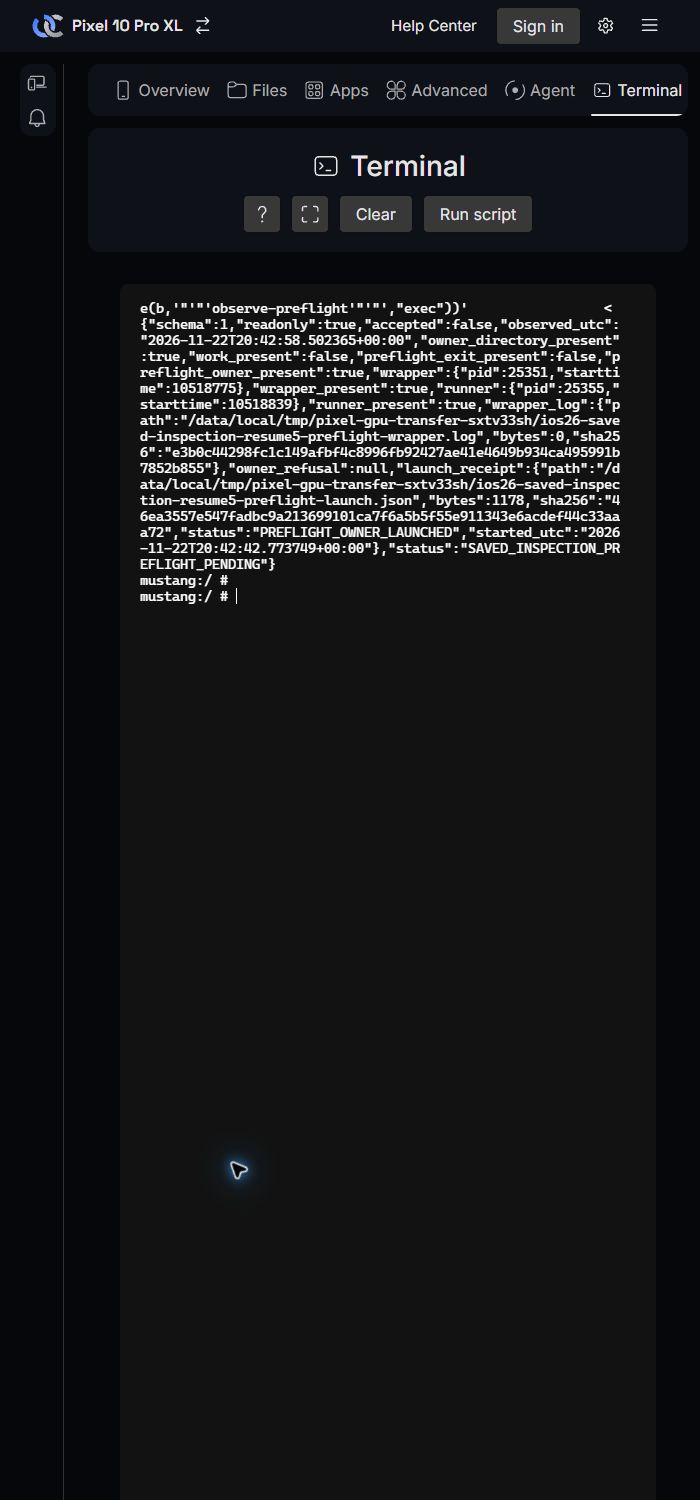 Pixel 10 Pro XL
Help Center
Sign in
Overview
Files
Apps
Advanced
Agent
Terminal
Terminal
?
Clear
Run script
e(b,'"'"'observe-preflight'"'"',"exec"))' <
{"schema":1,"readonly":true,"accepted":false,"observed_utc":
"2026-11-22T20:42:58.502365+00:00","owner_directory_present"
:true,"work_present":false,"preflight_exit_present":false,"p
reflight_owner_present":true,"wrapper":{"pid":25351,"startti
me":10518775},"wrapper_present":true,"runner":{"pid":25355,"
starttime":10518839},"runner_present":true,"wrapper_log":{"p
ath":"/data/local/tmp/pixel-gpu-transfer-sxtv33sh/ios26-save
d-inspection-resume5-preflight-wrapper.log","bytes":0,"sha25
6":"e3b0c44298fc1c149afbf4c8996fb92427ae41e4649b934ca495991b
7852b855"},"owner_refusal":null,"launch_receipt":{"path":"/d
ata/local/tmp/pixel-gpu-transfer-sxtv33sh/ios26-saved-inspec
tion-resume5-preflight-launch.json","bytes":1178,"sha256":"4
6ea3557e547fadbc9a213699101ca7f6a5b5f55e911343e6acdef44c33aa
a72","status":"PREFLIGHT_OWNER_LAUNCHED","started_utc":"2026
-11-22T20:42:42.773749+00:00"},"status":"SAVED_INSPECTION_PR
EFLIGHT_PENDING"}
mustang:/ #
mustang:/ #